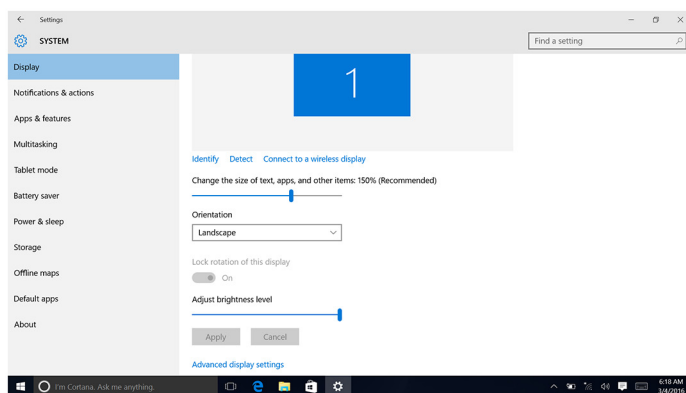 Settings
SYSTEM
Find a setting
Display
Notifications & actions
Apps & features
Multitasking
Tablet mode
Battery saver
Power & sleep
Storage
Offline maps
Default apps
About
1
Identify Detect Connect to a wireless display
Change the size of text, apps, and other items: 150% (Recommended)
Orientation
Landscape
Lock rotation of this display
On
Adjust brightness level
Apply Cancel
Advanced display settings
I'm Cortana. Ask me anything.
6:18 AM
3/4/2016